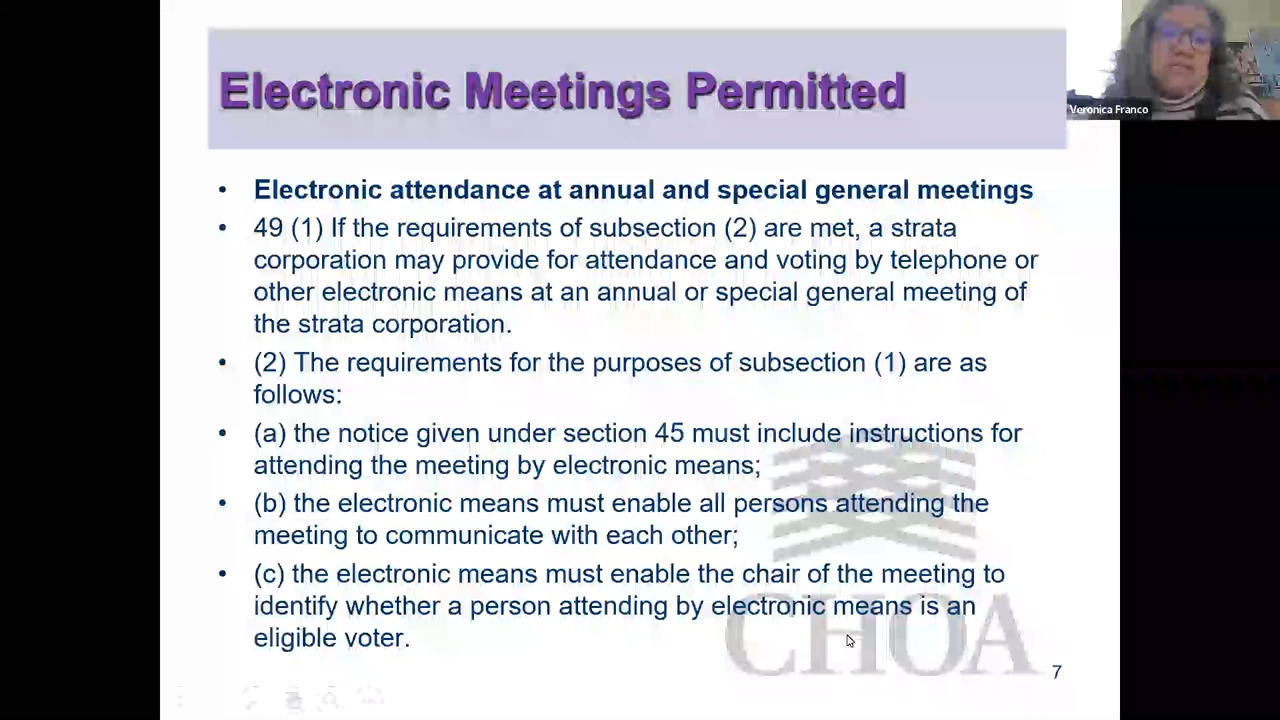 Electronic Meetings Permitted
Veronica Franco
• Electronic attendance at annual and special general meetings
• 49 (1) If the requirements of subsection (2) are met, a strata
corporation may provide for attendance and voting by telephone or
other electronic means at an annual or special general meeting of
the strata corporation.
• (2) The requirements for the purposes of subsection (1) are as
follows:
• (a) the notice given under section 45 must include instructions for
attending the meeting by electronic means;
• (b) the electronic means must enable all persons attending the
meeting to communicate with each other;
• (c) the electronic means must enable the chair of the meeting to
identify whether a person attending by electronic means is an
eligible voter.
CHOA
7